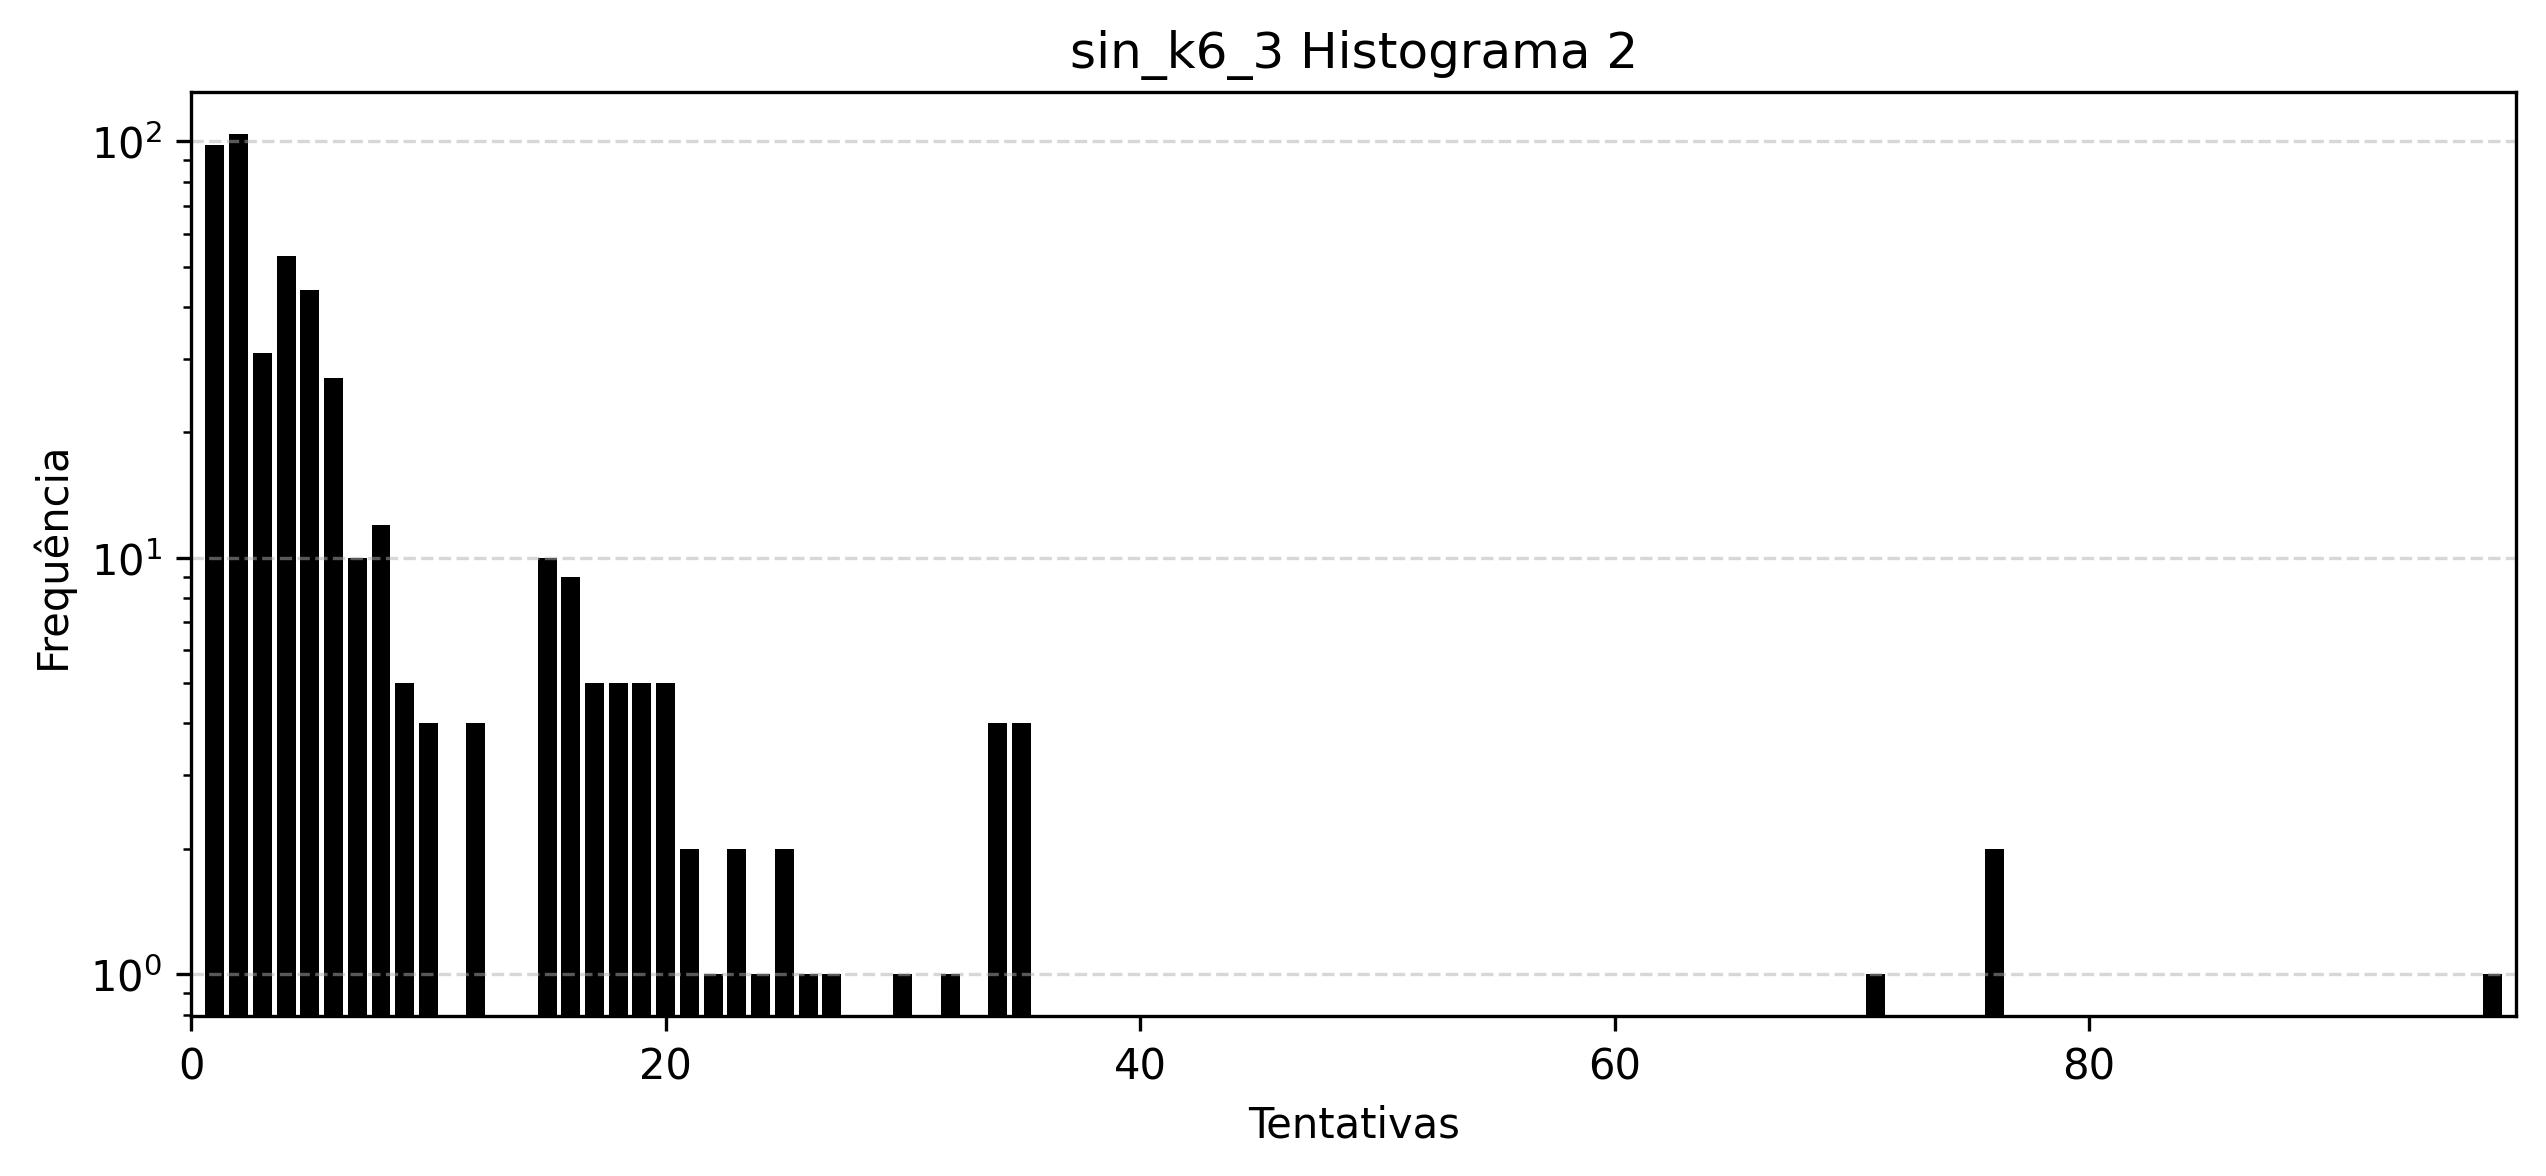 sin_k6_3 Histograma 2
Frequência
10²
10¹
10⁰
0 20 40 60 80
Tentativas